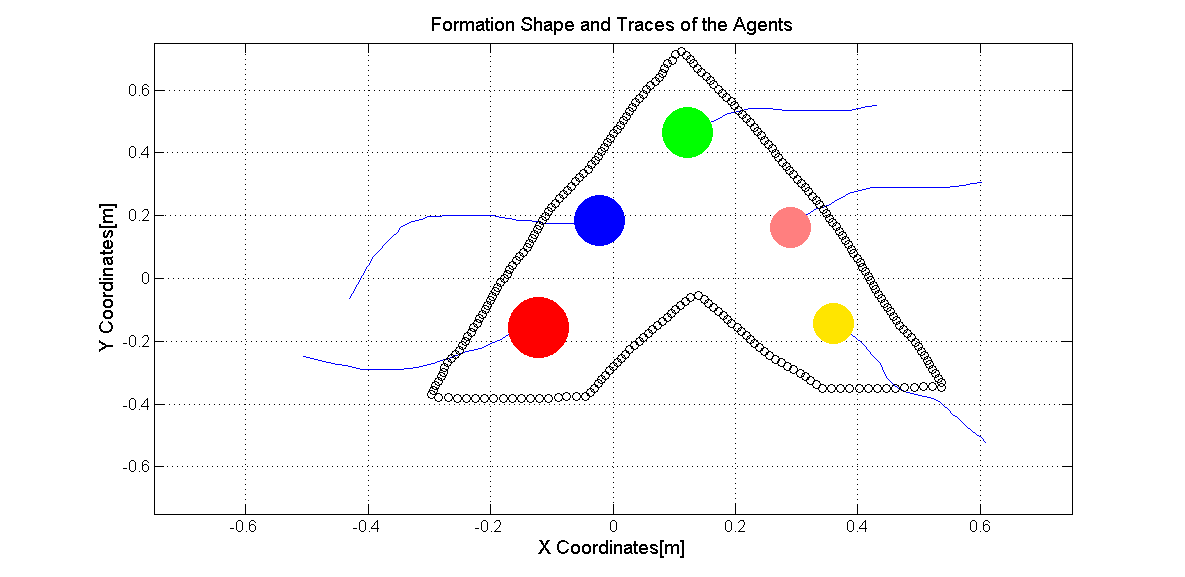 Formation Shape and Traces of the Agents
0.6
0.4
0.2
0
-0.2
-0.4
-0.6
Y Coordinates[m]
-0.6 -0.4 -0.2 0 0.2 0.4 0.6
X Coordinates[m]